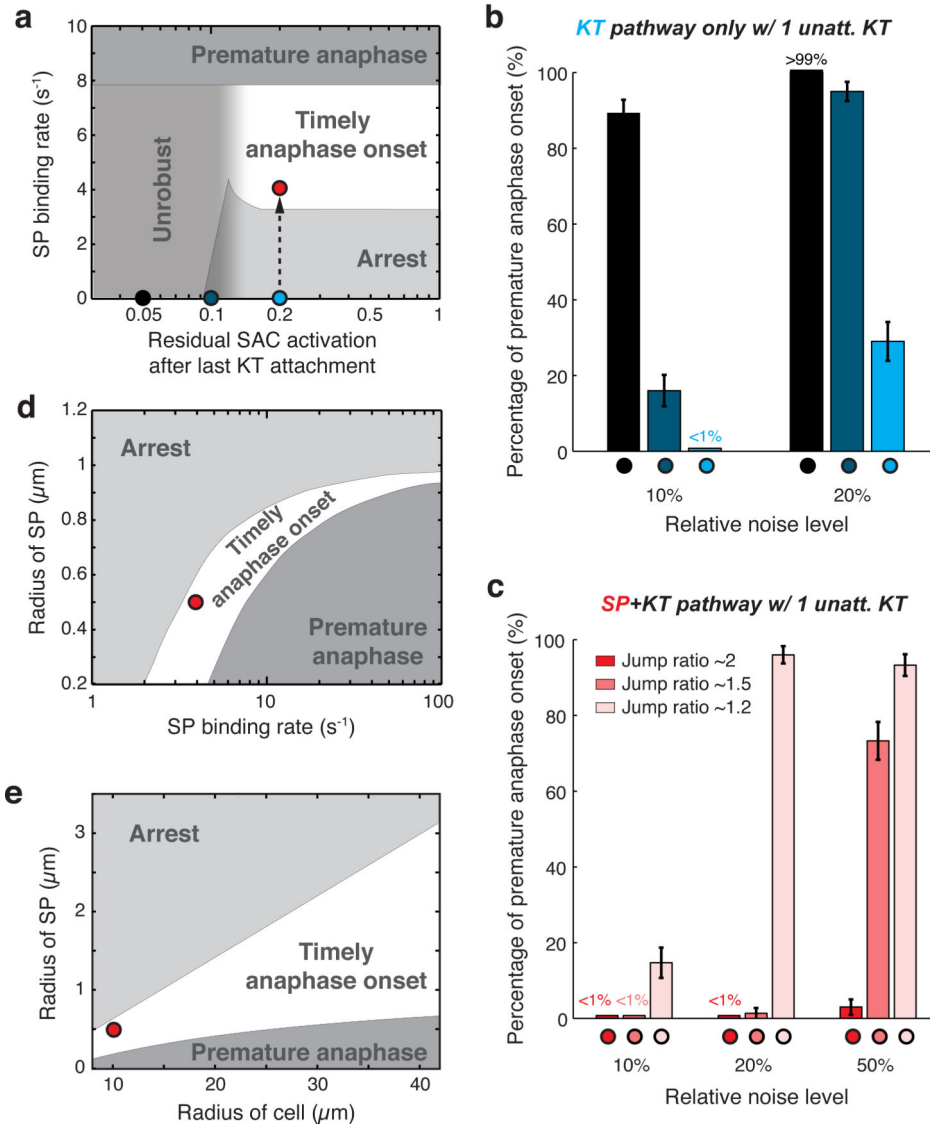 a
10
8
6
4
2
0
SP binding rate (s-1)
Premature anaphase
Unrobust
Timely
anaphase onset
Arrest
0.05
0.1
0.2
0.5
1
Residual SAC activation
after last KT attachment
b
KT pathway only w/ 1 unatt. KT
Percentage of premature anaphase onset (%)
100
80
60
40
20
0
>99%
<1%
10%
20%
Relative noise level
d
1.2
1
0.8
0.6
0.4
0.2
Radius of SP (µm)
Arrest
Timely
anaphase onset
Premature
anaphase
1
10
100
SP binding rate (s-1)
c
SP+KT pathway w/ 1 unatt. KT
Percentage of premature anaphase onset (%)
100
80
60
40
20
0
Jump ratio ~2
Jump ratio ~1.5
Jump ratio ~1.2
<1%
<1%
<1%
10%
20%
50%
Relative noise level
e
3
2
1
0
Radius of SP (µm)
Arrest
Timely
anaphase onset
Premature anaphase
10
20
30
40
Radius of cell (µm)